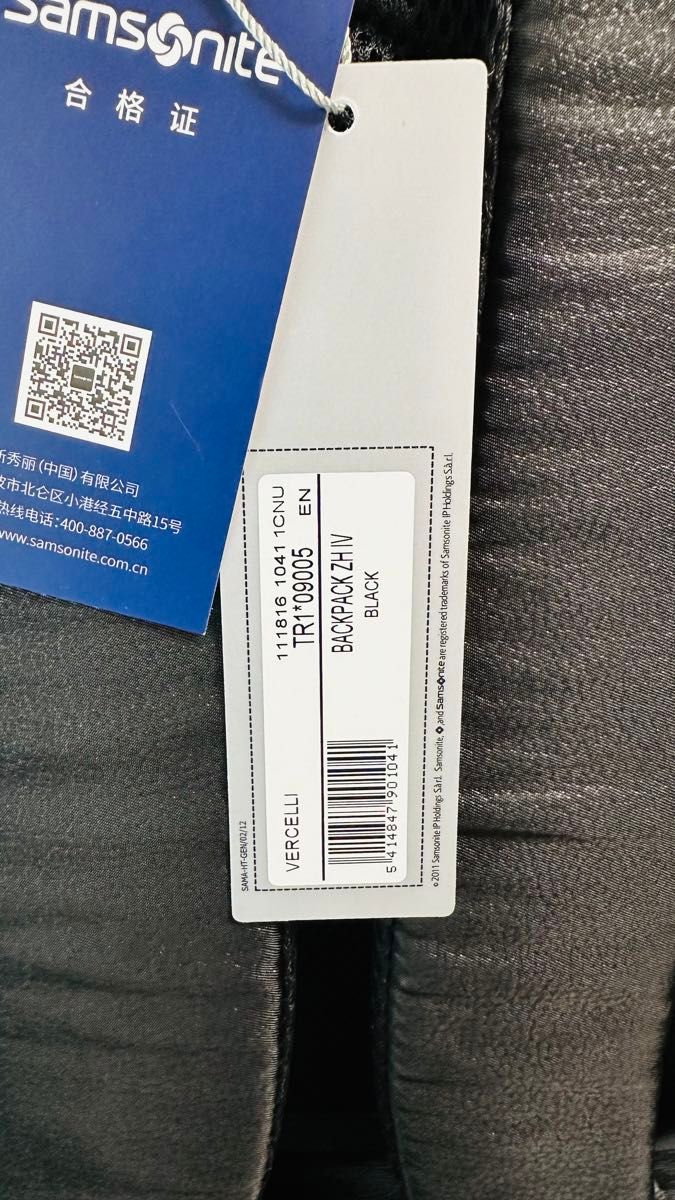 samsonite
合格证
秀丽(中国)有限公司
波市北仑区小港经五中路15号
热线电话:400-887-0566
www.samsonite.com.cn
111816 1041 1CNU
TR1*09005 EN
BACKPACK ZH IV
BLACK
VERCELLI
5 414847 901041
SAMA-HT-GEN/02/12
©2011 Samsonite IP Holdings S.à r.l. Samsonite, and Samsonite are registered trademarks of Samsonite IP Holdings S.à r.l.